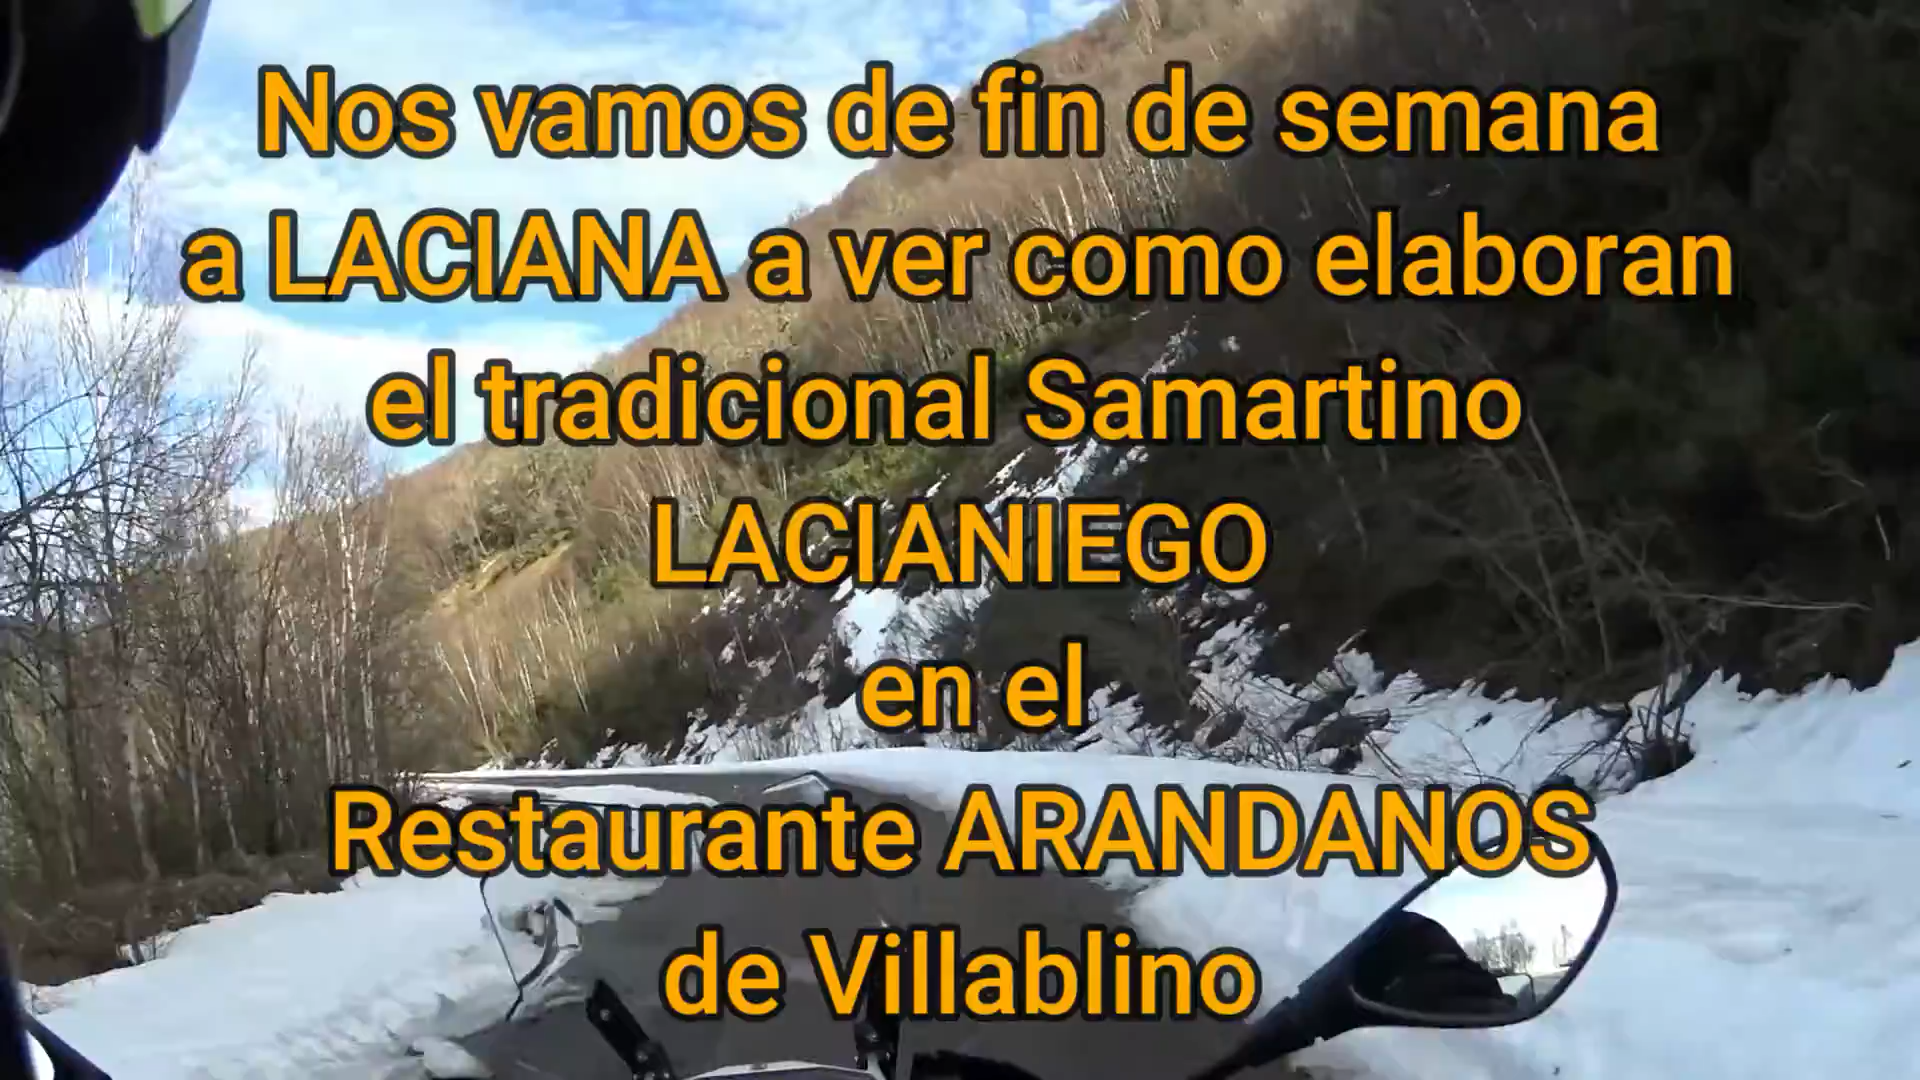 Nos vamos de fin de semana
a LACIANA a ver como elaboran
el tradicional Samartino
LACIANIEGO
en el
Restaurante ARANDANOS
de Villablino